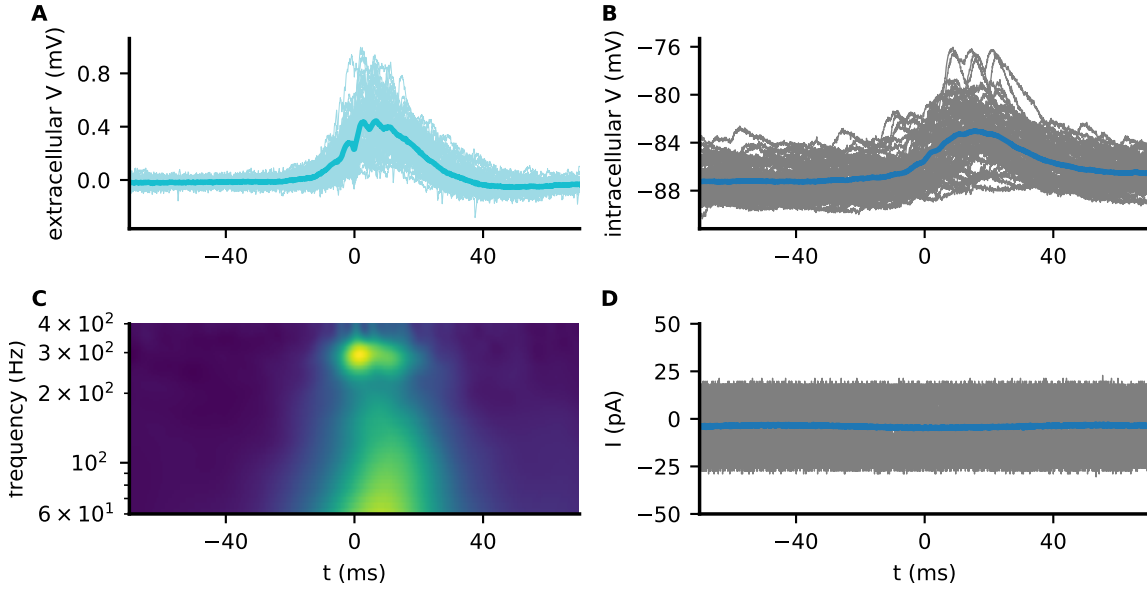 A
extracellular V (mV)
0.8
0.4
0.0
−40
0
40
B
intracellular V (mV)
−76
−80
−84
−88
−40
0
40
C
frequency (Hz)
4 × 10²
3 × 10²
2 × 10²
10²
6 × 10¹
−40
0
40
t (ms)
D
I (pA)
50
25
0
−25
−50
−40
0
40
t (ms)